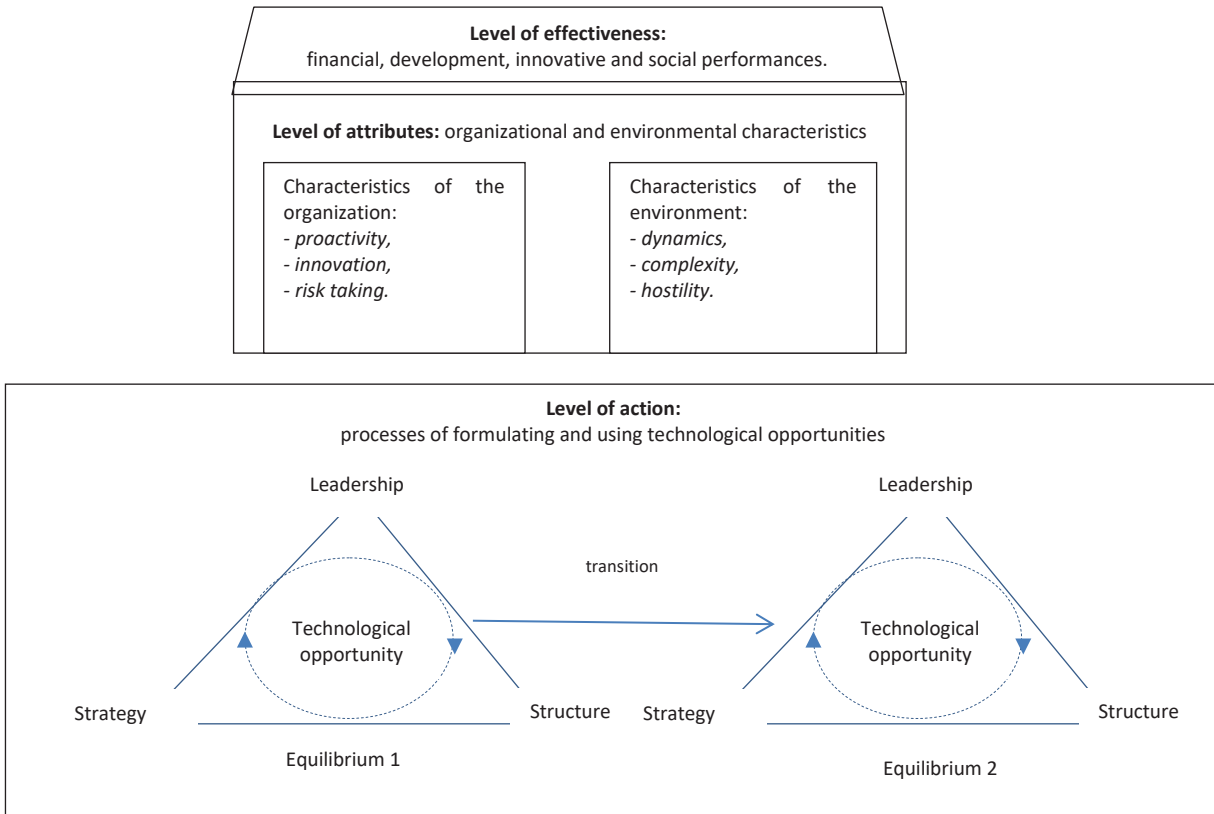 Level of effectiveness:
financial, development, innovative and social performances.
Level of attributes: organizational and environmental characteristics
Characteristics of the
organization:
- proactivity,
- innovation,
- risk taking.
Characteristics of the
environment:
- dynamics,
- complexity,
- hostility.
Level of action:
processes of formulating and using technological opportunities
Leadership
Technological
opportunity
Strategy
Structure
Equilibrium 1
transition
Leadership
Technological
opportunity
Strategy
Structure
Equilibrium 2